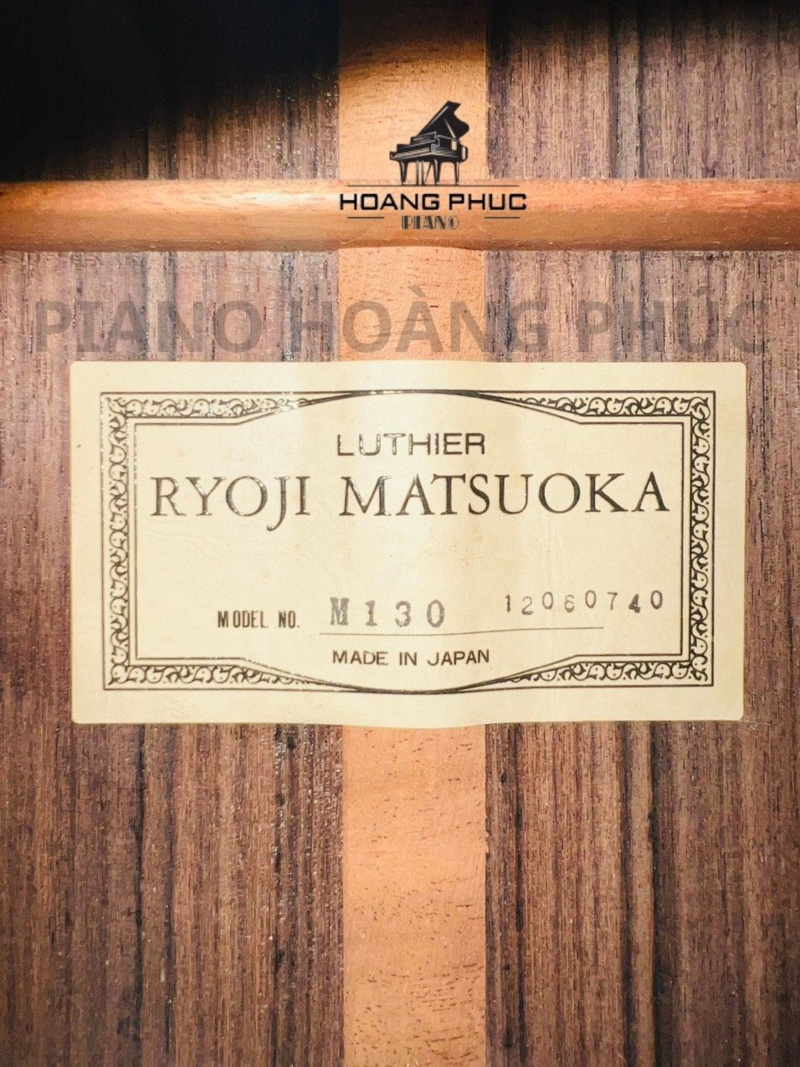 HOANG PHUC
PIANO
PIANO HOÀNG PHÚC
LUTHIER
RYOJI MATSUOKA
MODEL NO. M130 12060740
MADE IN JAPAN